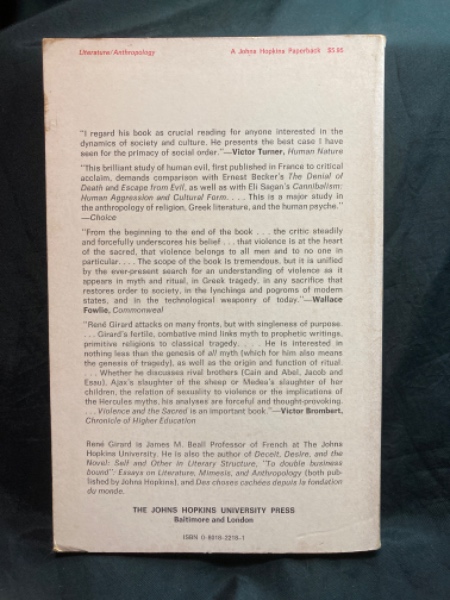 Literature/Anthropology
A Johns Hopkins Paperback $5.95
"I regard his book as crucial reading for anyone interested in the
dynamics of society and culture. He presents the best case I have
seen for the primacy of social order."—Victor Turner, Human Nature
"This brilliant study of human evil, first published in France to critical
acclaim, demands comparison with Ernest Becker's The Denial of
Death and Escape from Evil, as well as with Eli Sagan's Cannibalism:
Human Aggression and Cultural Form. . . . This is a major study in
the anthropology of religion, Greek literature, and the human psyche."
—Choice
"From the beginning to the end of the book . . . the critic steadily
and forcefully underscores his belief . . . that violence is at the heart
of the sacred, that violence belongs to all men and to no one in
particular. . . . The scope of the book is tremendous, but it is unified
by the ever-present search for an understanding of violence as it
appears in myth and ritual, in Greek tragedy, in any sacrifice that
restores order to society, in the lynchings and pogroms of modern
states, and in the technological weaponry of today."—Wallace
Fowlie, Commonweal
"René Girard attacks on many fronts, but with singleness of purpose.
. . . Girard's fertile, combative mind links myth to prophetic writings,
primitive religions to classical tragedy. . . . He is interested in
nothing less than the genesis of all myth (which for him also means
the genesis of tragedy), as well as the origin and function of ritual.
. . . Whether he discusses rival brothers (Cain and Abel, Jacob and
Esau), Ajax's slaughter of the sheep or Medea's slaughter of her
children, the relation of sexuality to violence or the implications of
the Hercules myths, his analyses are forceful and thought-provoking.
. . . Violence and the Sacred is an important book."—Victor Brombert,
Chronicle of Higher Education
René Girard is James M. Beall Professor of French at The Johns
Hopkins University. He is also the author of Deceit, Desire, and the
Novel: Self and Other in Literary Structure, "To double business
bound": Essays on Literature, Mimesis, and Anthropology (both pub-
lished by Johns Hopkins), and Des choses cachées depuis la fondation
du monde.
THE JOHNS HOPKINS UNIVERSITY PRESS
Baltimore and London
ISBN 0-8018-2218-1